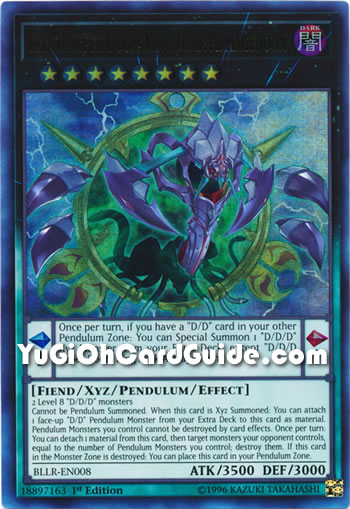 DARK
闇
Once per turn, if you have a "D/D" card in your other
Pendulum Zone: You can Special Summon 1 "D/D/D"
YuGiOhCardGuide.com
[FIEND/XYZ/PENDULUM/EFFECT]
2 Level 8 "D/D/D" monsters
Cannot be Pendulum Summoned. When this card is Xyz Summoned: You can attach
1 face-up "D/D" Pendulum Monster from your Extra Deck to this card as material.
Pendulum Monsters you control cannot be destroyed by card effects. Once per turn:
You can detach 1 material from this card, then target monsters your opponent controls,
equal to the number of Pendulum Monsters you control; destroy them. If this card
in the Monster Zone is destroyed: You can place this card in your Pendulum Zone.
BLLR-EN008
ATK/3500 DEF/3000
18897163 1st Edition
©1996 KAZUKI TAKAHASHI